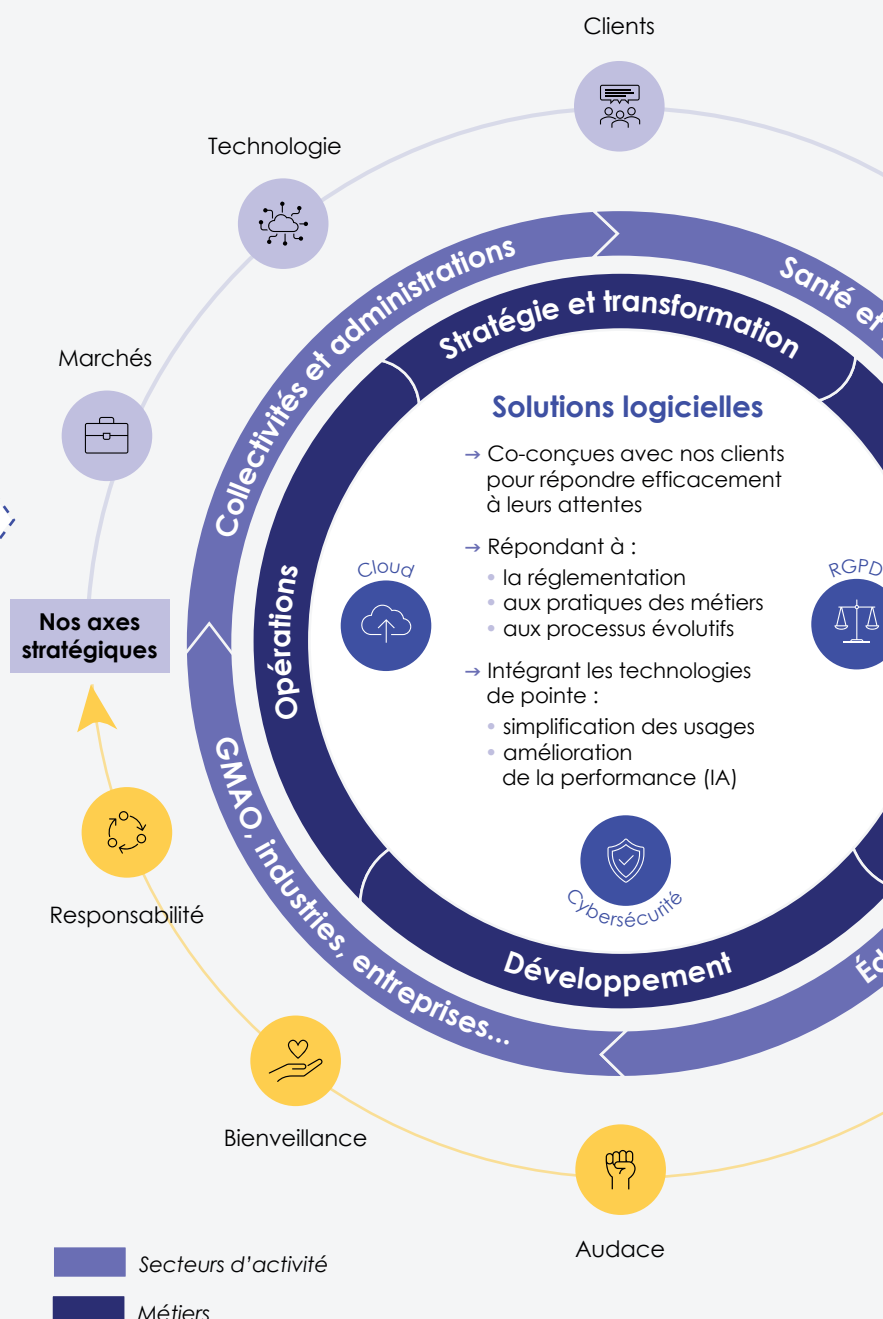 Clients
Technologie
Marchés
Nos axes
stratégiques
Responsabilité
Bienveillance
Audace
Collectivités et administrations
Santé et
GMAO, industries, entreprises...
Stratégie et transformation
Opérations
Développement
Solutions logicielles
→ Co-conçues avec nos clients
pour répondre efficacement
à leurs attentes
→ Répondant à :
• la réglementation
• aux pratiques des métiers
• aux processus évolutifs
→ Intégrant les technologies
de pointe :
• simplification des usages
• amélioration
de la performance (IA)
Cloud
RGPD
Cybersécurité
Secteurs d'activité
Métiers